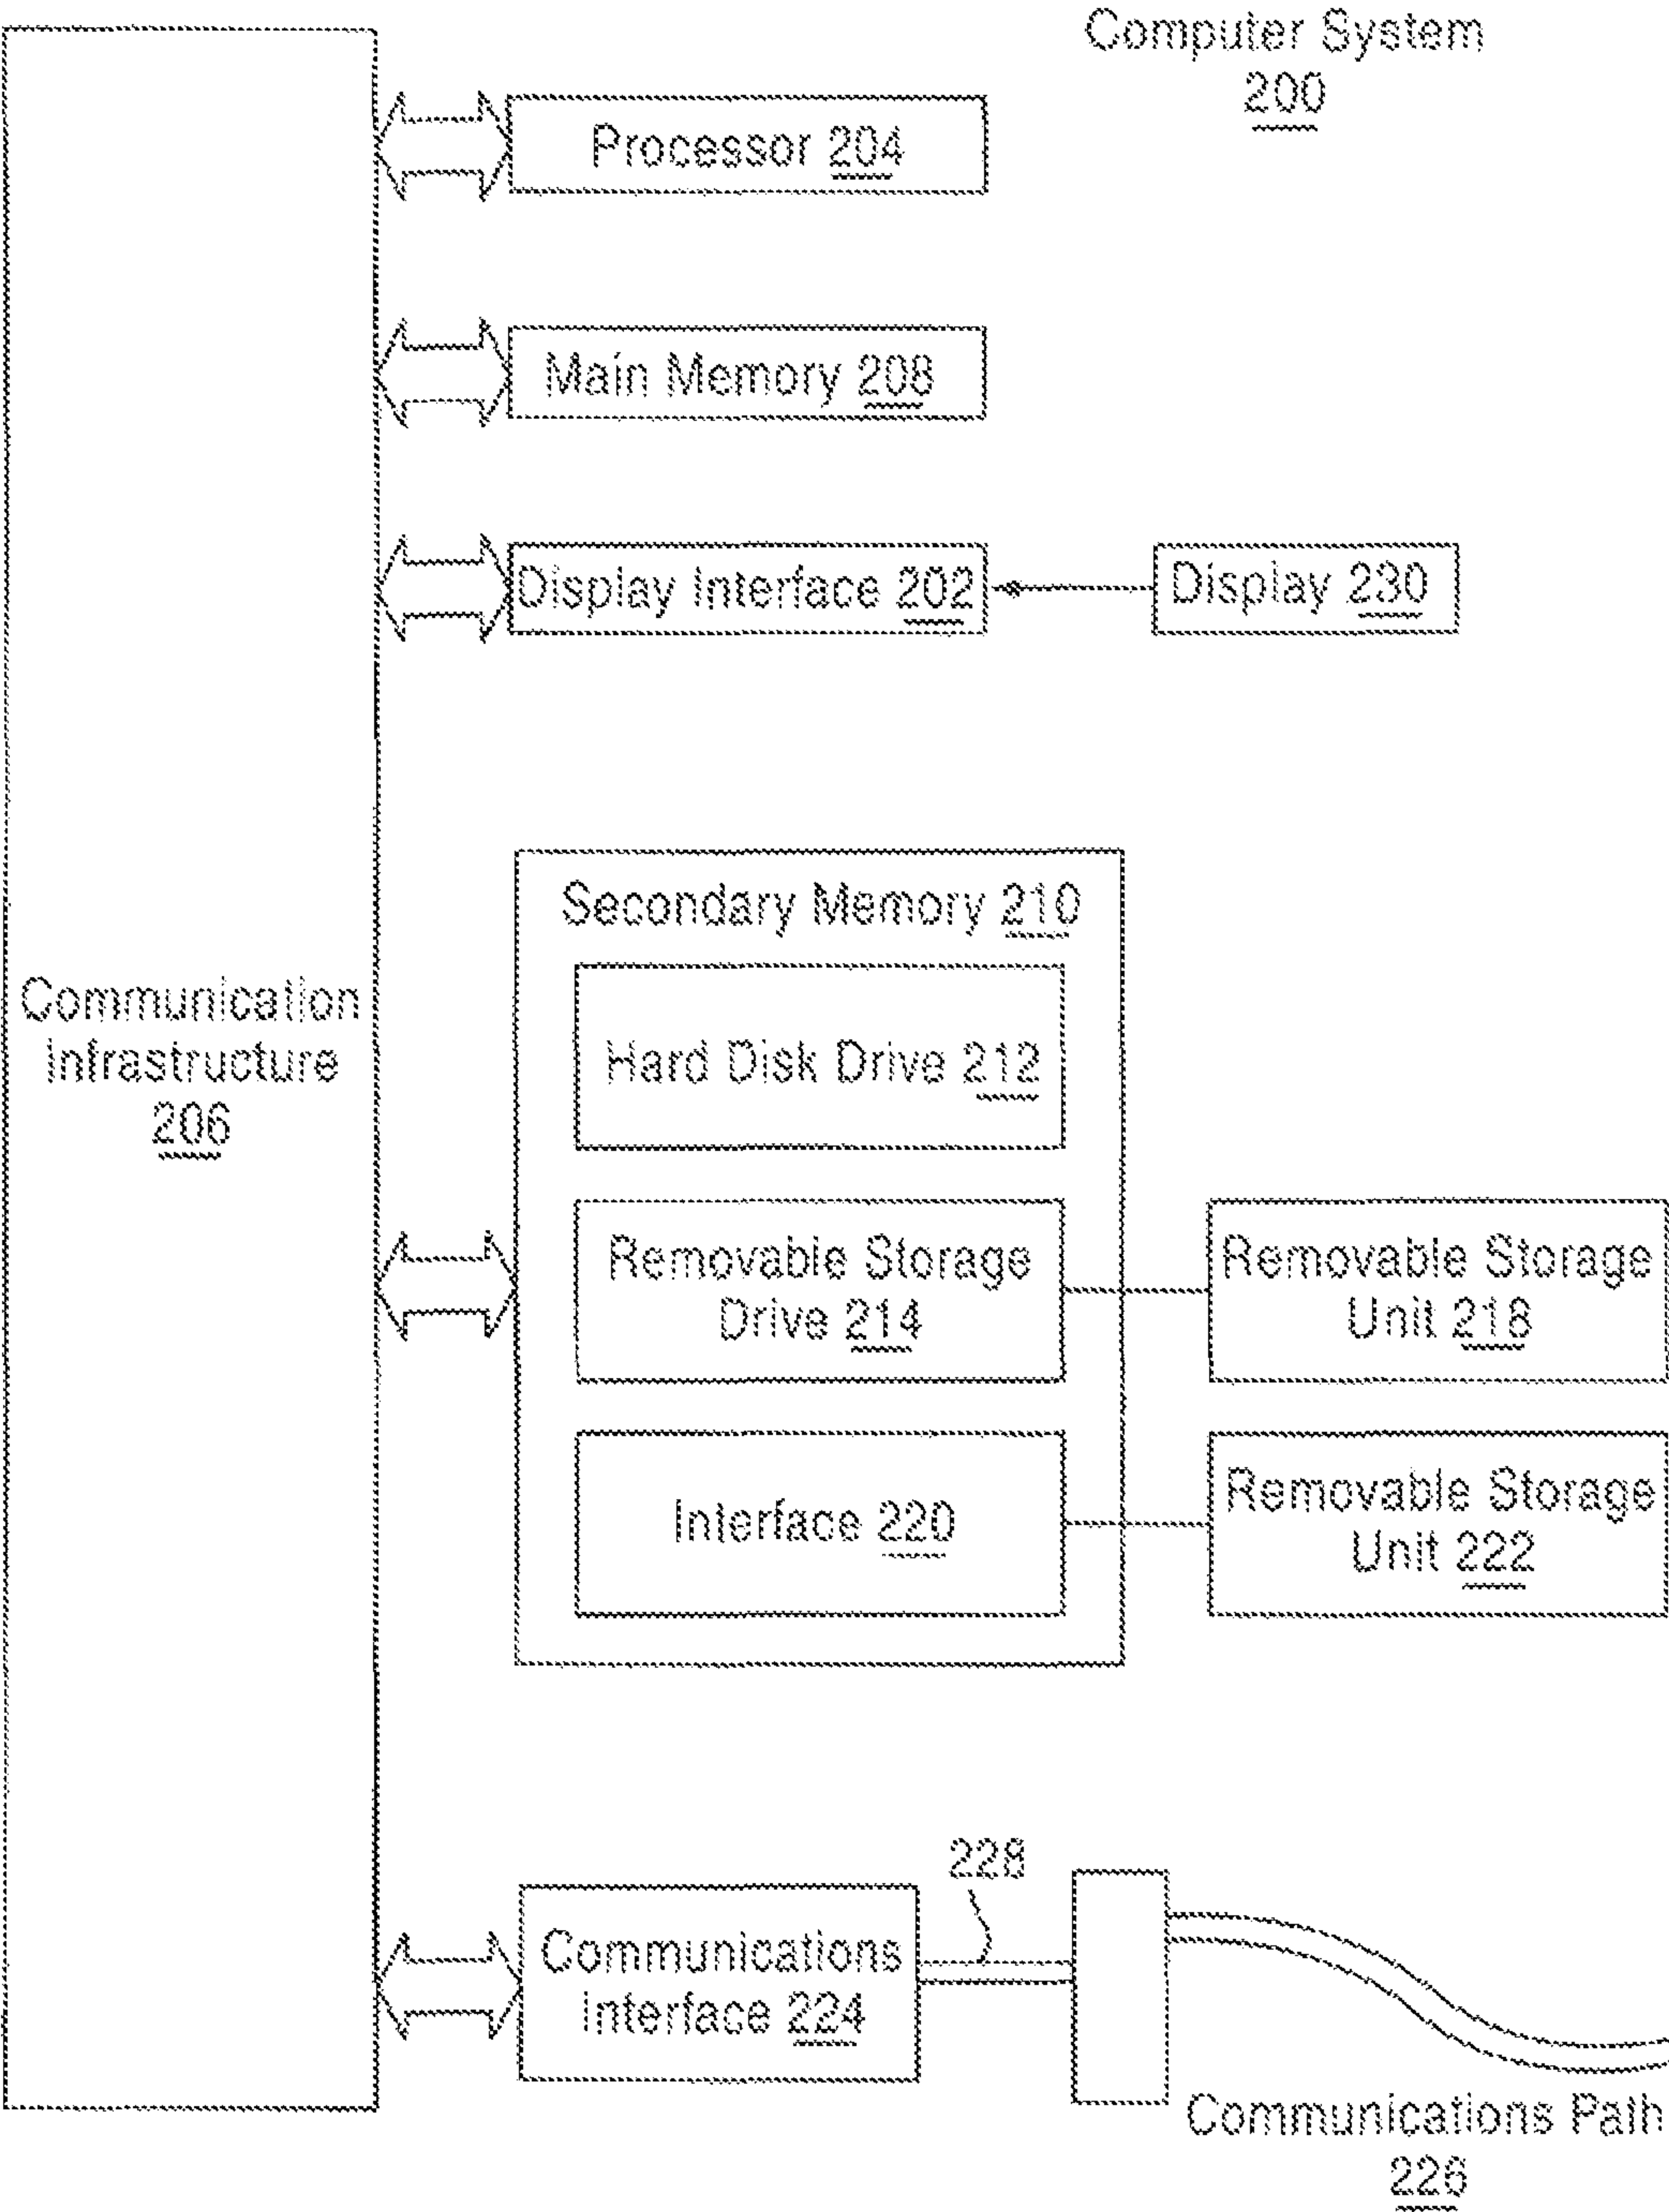 Computer System
200
Processor 204
Main Memory 208
Display Interface 202
Display 230
Communication
Infrastructure
206
Secondary Memory 210
Hard Disk Drive 212
Removable Storage
Drive 214
Removable Storage
Unit 218
Interface 220
Removable Storage
Unit 222
228
Communications
Interface 224
Communications Path
226